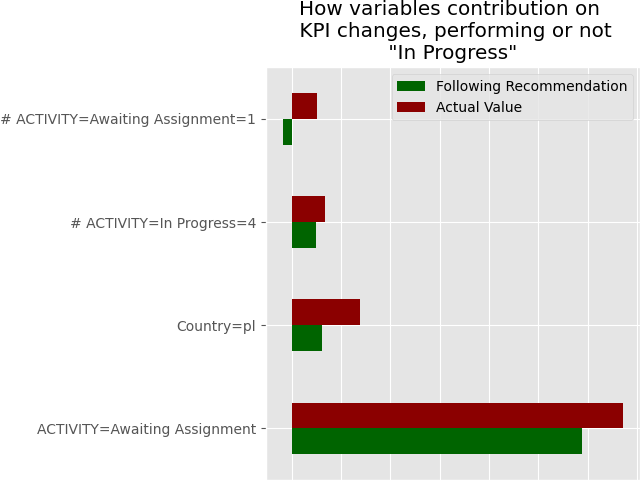 How variables contribution on
KPI changes, performing or not
"In Progress"
Following Recommendation
Actual Value
# ACTIVITY=Awaiting Assignment=1
# ACTIVITY=In Progress=4
Country=pl
ACTIVITY=Awaiting Assignment